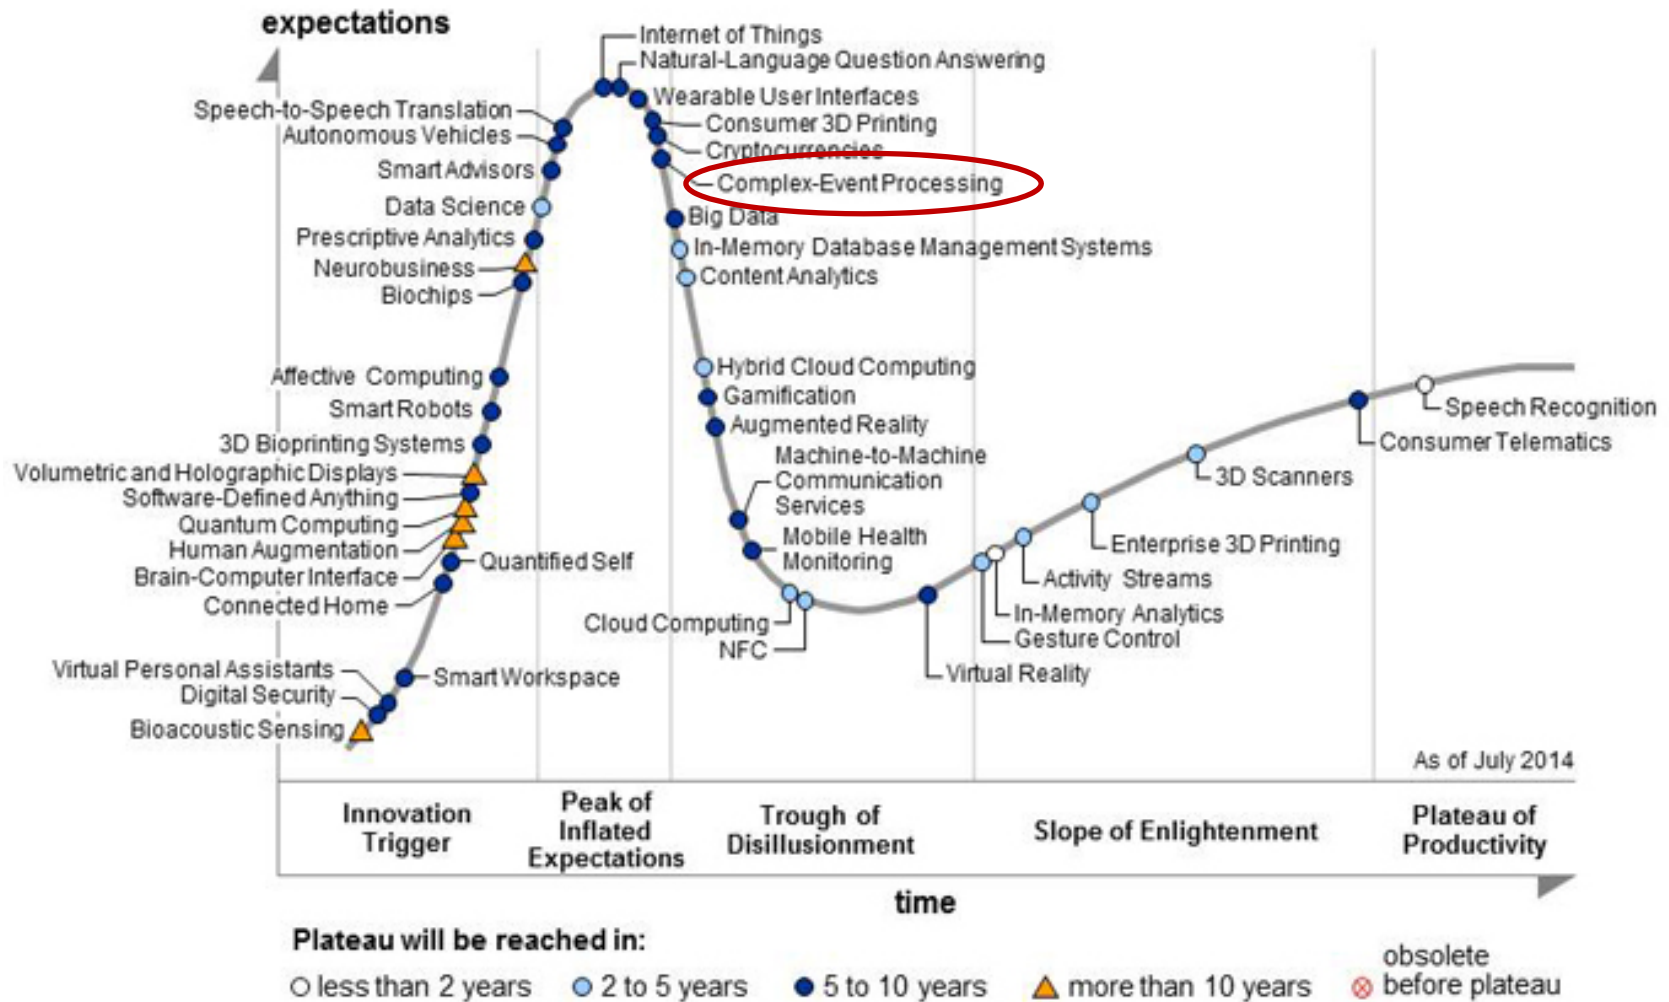 expectations
Internet of Things
Natural-Language Question Answering
Wearable User Interfaces
Speech-to-Speech Translation
Consumer 3D Printing
Autonomous Vehicles
Cryptocurrencies
Smart Advisors
Complex-Event Processing
Data Science
Big Data
Prescriptive Analytics
In-Memory Database Management Systems
Neurobusiness
Content Analytics
Biochips
Hybrid Cloud Computing
Affective Computing
Gamification
Smart Robots
Augmented Reality
3D Bioprinting Systems
Machine-to-Machine
Communication
Services
Volumetric and Holographic Displays
Software-Defined Anything
Quantum Computing
Human Augmentation
Brain-Computer Interface
Mobile Health
Monitoring
Quantified Self
Connected Home
Cloud Computing
NFC
Speech Recognition
Consumer Telematics
3D Scanners
Enterprise 3D Printing
Activity Streams
In-Memory Analytics
Gesture Control
Virtual Reality
Virtual Personal Assistants
Smart Workspace
Digital Security
Bioacoustic Sensing
As of July 2014
Innovation
Trigger
Peak of
Inflated
Expectations
Trough of
Disillusionment
Slope of Enlightenment
Plateau of
Productivity
time
Plateau will be reached in:
less than 2 years
2 to 5 years
5 to 10 years
more than 10 years
obsolete
before plateau